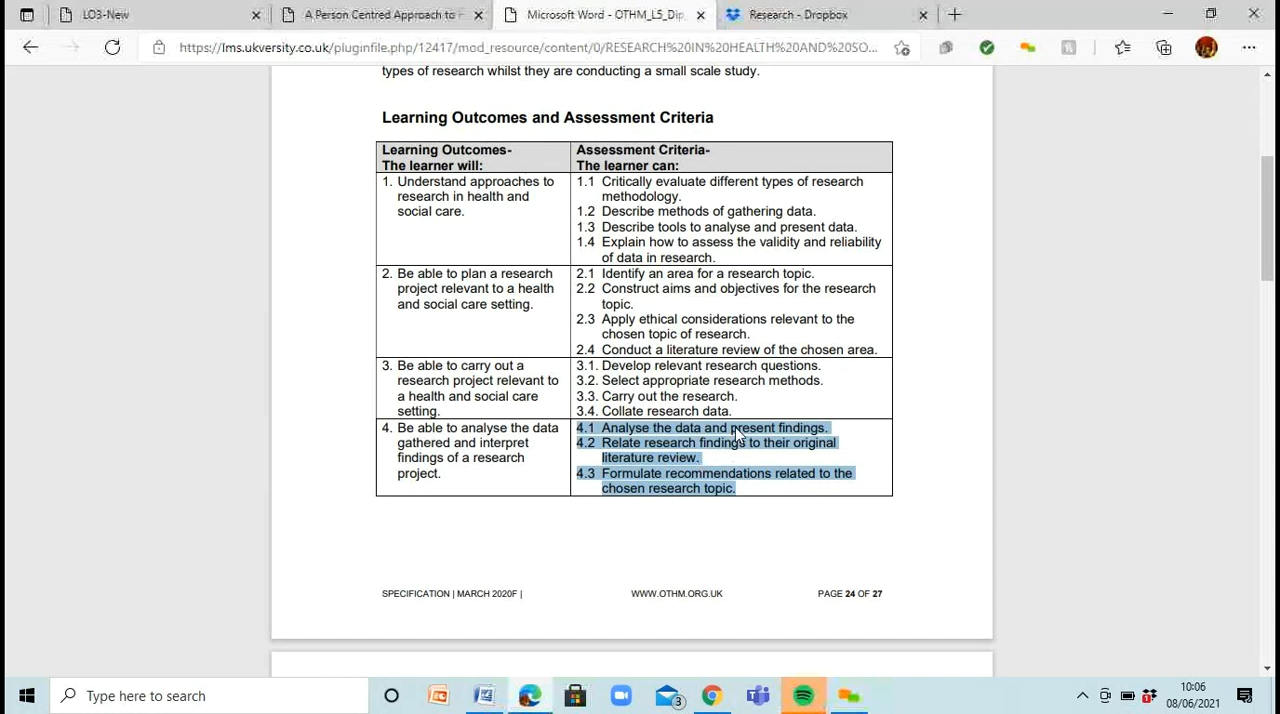 LO3-New
A Person Centred Approach to
Microsoft Word - OTHM_L5_Dip
Research - Dropbox
https://lms.ukversity.co.uk/pluginfile.php/12417/mod_resource/content/0/RESEARCH%20IN%20HEALTH%20AND%20SO...
types of research whilst they are conducting a small scale study.
Learning Outcomes and Assessment Criteria
Learning Outcomes-
The learner will:
Assessment Criteria-
The learner can:
1. Understand approaches to
research in health and
social care.
1.1 Critically evaluate different types of research
methodology.
1.2 Describe methods of gathering data.
1.3 Describe tools to analyse and present data.
1.4 Explain how to assess the validity and reliability
of data in research.
2. Be able to plan a research
project relevant to a health
and social care setting.
2.1 Identify an area for a research topic.
2.2 Construct aims and objectives for the research
topic.
2.3 Apply ethical considerations relevant to the
chosen topic of research.
2.4 Conduct a literature review of the chosen area.
3. Be able to carry out a
research project relevant to
a health and social care
setting.
3.1. Develop relevant research questions.
3.2. Select appropriate research methods.
3.3. Carry out the research.
3.4. Collate research data.
4. Be able to analyse the data
gathered and interpret
findings of a research
project.
4.1 Analyse the data and present findings.
4.2 Relate research findings to their original
literature review.
4.3 Formulate recommendations related to the
chosen research topic.
SPECIFICATION | MARCH 2020F |
WWW.OTHM.ORG.UK
PAGE 24 OF 27
Type here to search
3
10:06
08/06/2021